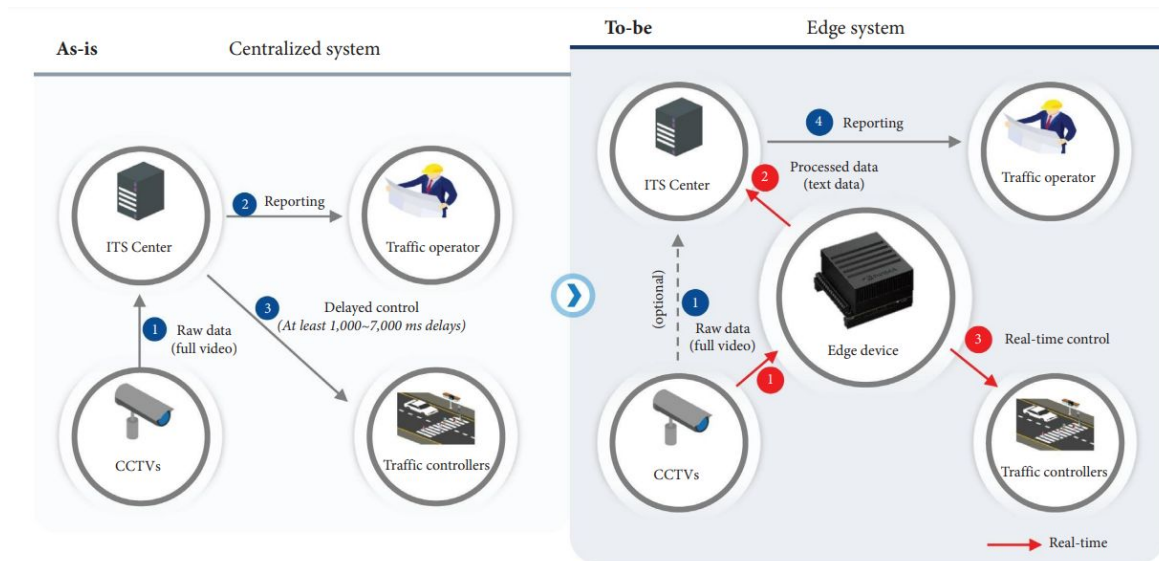 As-is
Centralized system
ITS Center
2
Reporting
Traffic operator
1
Raw data
(full video)
3
Delayed control
(At least 1,000~7,000 ms delays)
CCTVs
Traffic controllers
To-be
Edge system
ITS Center
4
Reporting
Traffic operator
2
Processed data
(text data)
(optional)
1
Raw data
(full video)
Edge device
3
Real-time control
1
CCTVs
Traffic controllers
Real-time